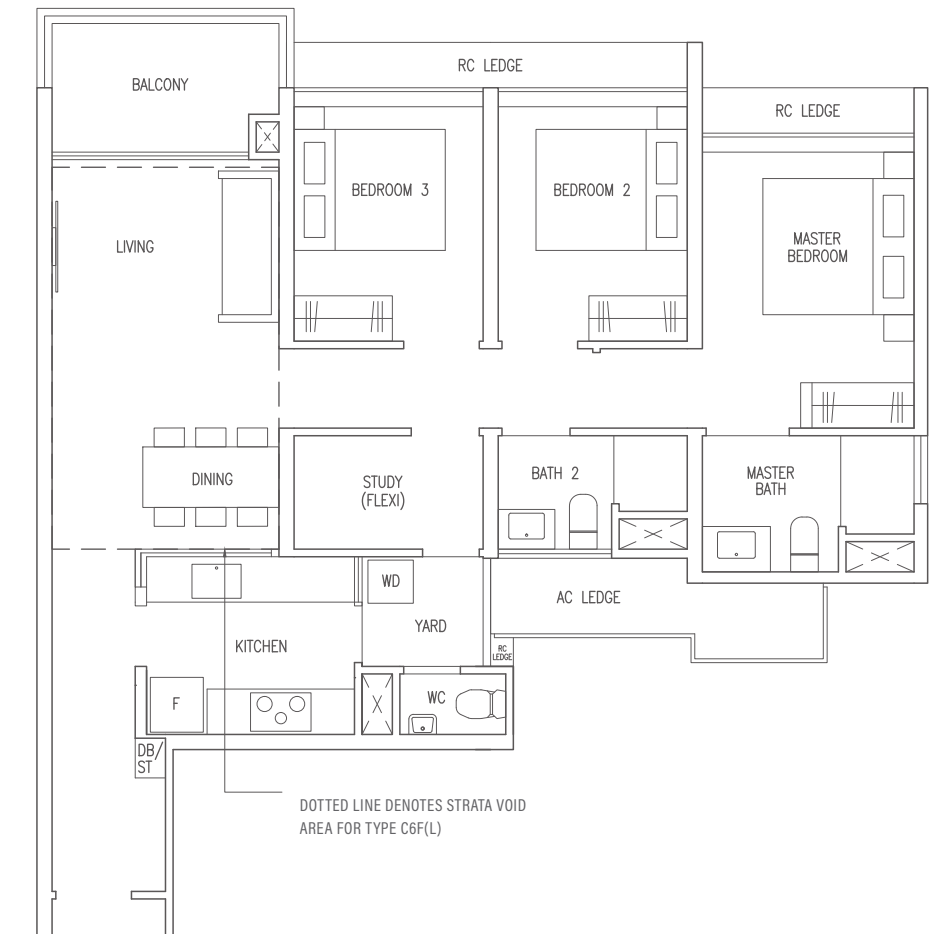 RC LEDGE
BALCONY
RC LEDGE
BEDROOM 3
BEDROOM 2
LIVING
MASTER
BEDROOM
DINING
STUDY
(FLEXI)
BATH 2
MASTER
BATH
WD
AC LEDGE
YARD
KITCHEN
RC
LEDGE
F
WC
DB/
ST
DOTTED LINE DENOTES STRATA VOID
AREA FOR TYPE C6F(L)